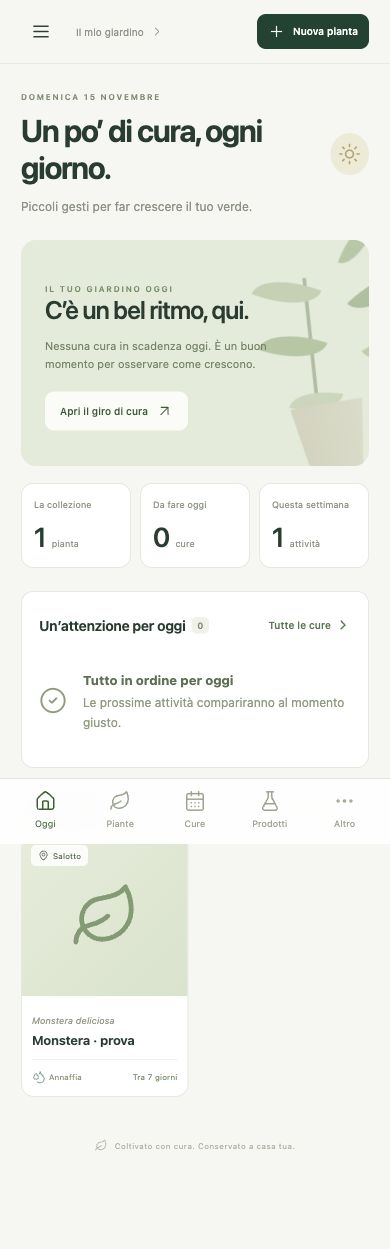 Il mio giardino
Nuova pianta
DOMENICA 15 NOVEMBRE
Un po’ di cura, ogni
giorno.
Piccoli gesti per far crescere il tuo verde.
IL TUO GIARDINO OGGI
C’è un bel ritmo, qui.
Nessuna cura in scadenza oggi. È un buon
momento per osservare come crescono.
Apri il giro di cura
La collezione
1 pianta
Da fare oggi
0 cure
Questa settimana
1 attività
Un’attenzione per oggi 0
Tutte le cure
Tutto in ordine per oggi
Le prossime attività compariranno al momento
giusto.
Oggi
Piante
Cure
Prodotti
Altro
Salotto
Monstera deliciosa
Monstera · prova
Annaffia
Tra 7 giorni
Coltivato con cura. Conservato a casa tua.